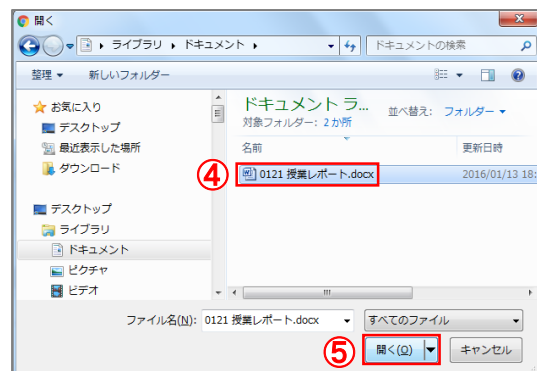 開く
ライブラリ ▸ ドキュメント ▸
ドキュメントの検索
整理 ▼ 新しいフォルダー
お気に入り
デスクトップ
最近表示した場所
ダウンロード
デスクトップ
ライブラリ
ドキュメント
ピクチャ
ビデオ
ドキュメント ラ...
対象フォルダー: 2 か所
並べ替え: フォルダー ▼
名前 更新日時
④ 0121 授業レポート.docx 2016/01/13 18:
ファイル名(N): 0121 授業レポート.docx すべてのファイル
⑤ 開く(O) キャンセル